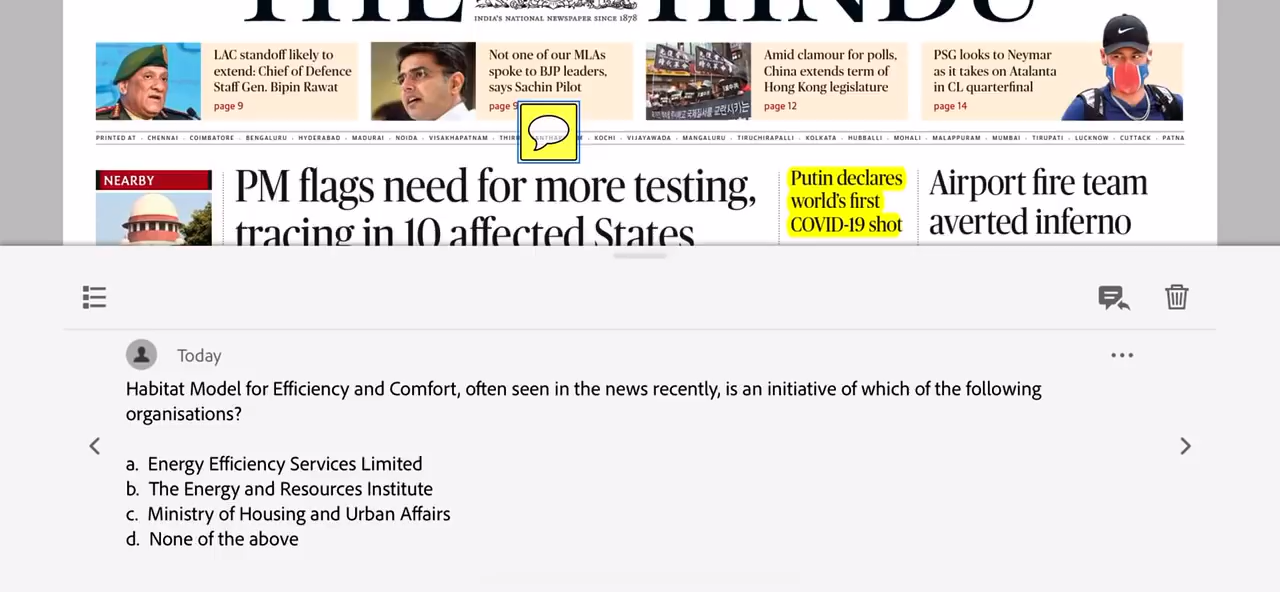 THE HINDU
INDIA'S NATIONAL NEWSPAPER SINCE 1878
LAC standoff likely to
extend: Chief of Defence
Staff Gen. Bipin Rawat
page 9
Not one of our MLAs
spoke to BJP leaders,
says Sachin Pilot
page 9
Amid clamour for polls,
China extends term of
Hong Kong legislature
page 12
PSG looks to Neymar
as it takes on Atalanta
in CL quarterfinal
page 14
PRINTED AT . CHENNAI . COIMBATORE . BENGALURU . HYDERABAD . MADURAI . NOIDA . VISAKHAPATNAM . . KOCHI . VIJAYAWADA . MANGALURU . TIRUCHIRAPALLI . KOLKATA . HUBBALLI . MOHALI . MALAPPURAM . MUMBAI . TIRUPATI . LUCKNOW . CUTTACK . PATNA
NEARBY
PM flags need for more testing,
tracing in 10 affected States
Putin declares
world's first
COVID-19 shot
Airport fire team
averted inferno
Today
Habitat Model for Efficiency and Comfort, often seen in the news recently, is an initiative of which of the following
organisations?
a. Energy Efficiency Services Limited
b. The Energy and Resources Institute
c. Ministry of Housing and Urban Affairs
d. None of the above